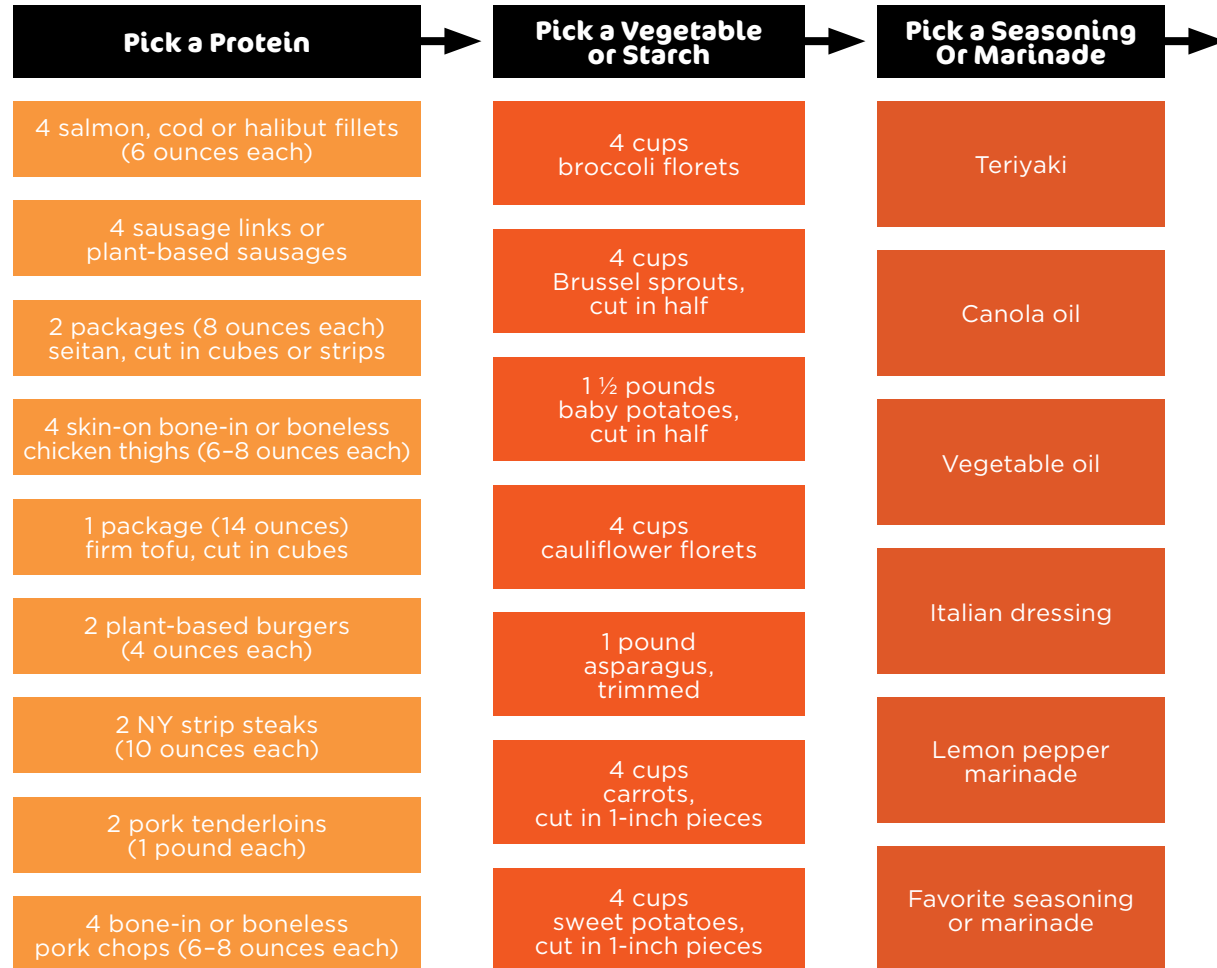 Pick a Protein
4 salmon, cod or halibut fillets
(6 ounces each)
4 sausage links or
plant-based sausages
2 packages (8 ounces each)
seitan, cut in cubes or strips
4 skin-on bone-in or boneless
chicken thighs (6–8 ounces each)
1 package (14 ounces)
firm tofu, cut in cubes
2 plant-based burgers
(4 ounces each)
2 NY strip steaks
(10 ounces each)
2 pork tenderloins
(1 pound each)
4 bone-in or boneless
pork chops (6–8 ounces each)
Pick a Vegetable
or Starch
4 cups
broccoli florets
4 cups
Brussel sprouts,
cut in half
1 ½ pounds
baby potatoes,
cut in half
4 cups
cauliflower florets
1 pound
asparagus,
trimmed
4 cups
carrots,
cut in 1-inch pieces
4 cups
sweet potatoes,
cut in 1-inch pieces
Pick a Seasoning
Or Marinade
Teriyaki
Canola oil
Vegetable oil
Italian dressing
Lemon pepper
marinade
Favorite seasoning
or marinade